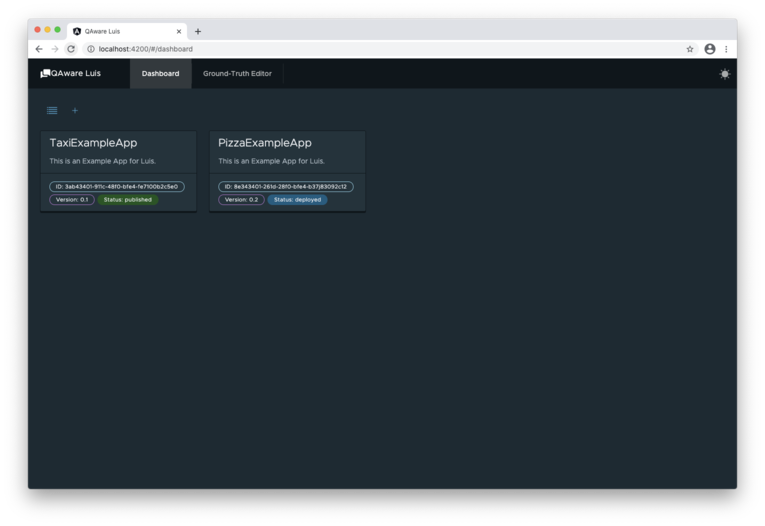 QAware Luis
localhost:4200/#/dashboard
QAware Luis
Dashboard
Ground-Truth Editor
TaxiExampleApp
This is an Example App for Luis.
ID: 3ab43401-911c-48f0-bfe4-fe7100b2c5e0
Version: 0.1
Status: published
PizzaExampleApp
This is an Example App for Luis.
ID: 8e343401-261d-28f0-bfe4-b37j83092c12
Version: 0.2
Status: deployed